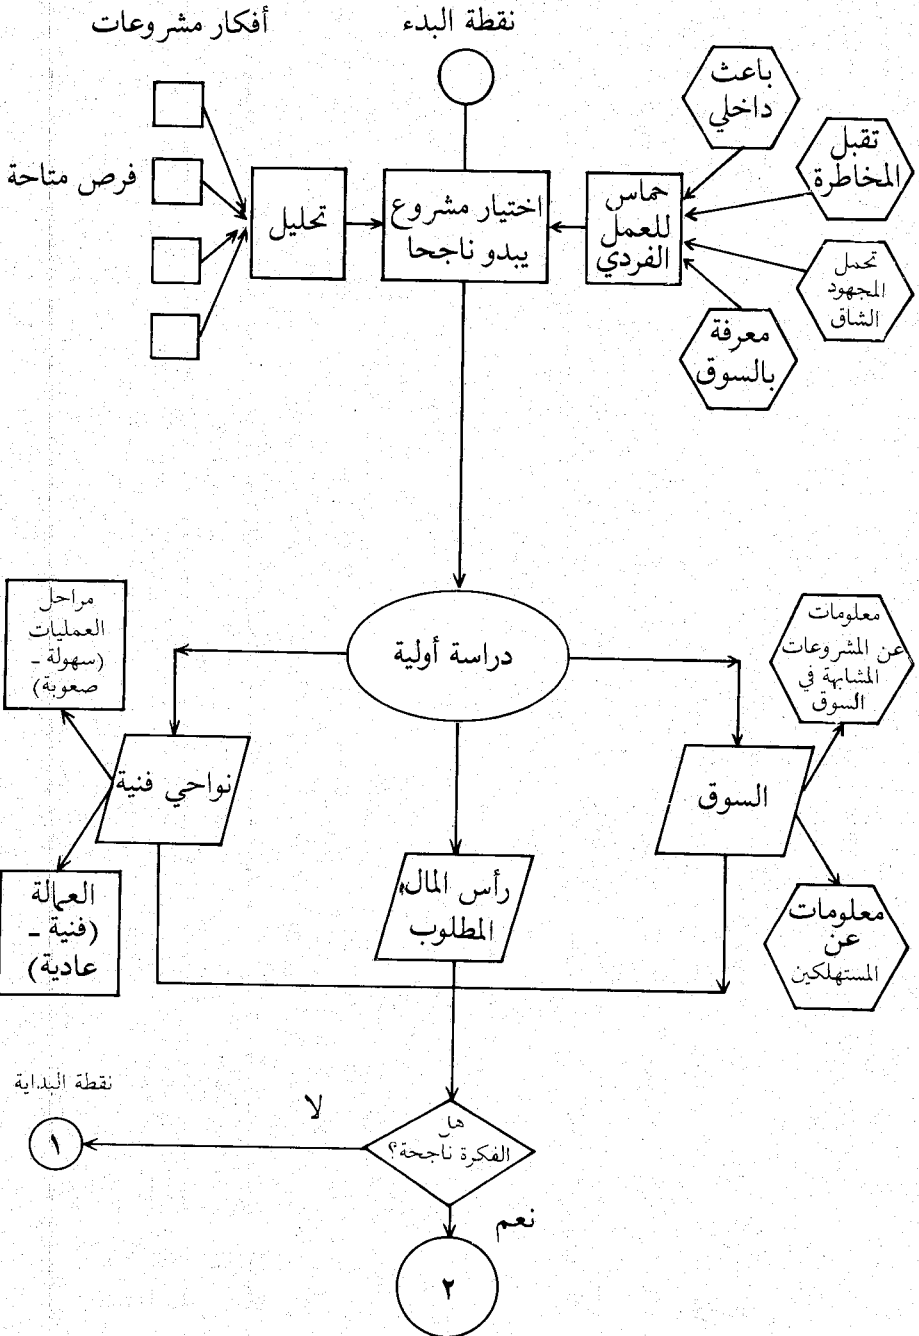 نقطة البدء
أفكار مشروعات
باعث
داخلي
تقبل
المخاطرة
تحمل
المجهود
الشاق
معرفة
بالسوق
حماس
للعمل
الفردي
اختيار مشروع
يبدو ناجحا
تحليل
فرص متاحة
دراسة أولية
معلومات
عن المشروعات
المشابهة في
السوق
السوق
معلومات
عن
المستهلكين
رأس المال
المطلوب
نواحي فنية
مراحل
العمليات
(سهولة -
صعوبة)
العمالة
(فنية -
عادية)
هل
الفكرة ناجحة؟
لا
نقطة البداية
١
نعم
٢